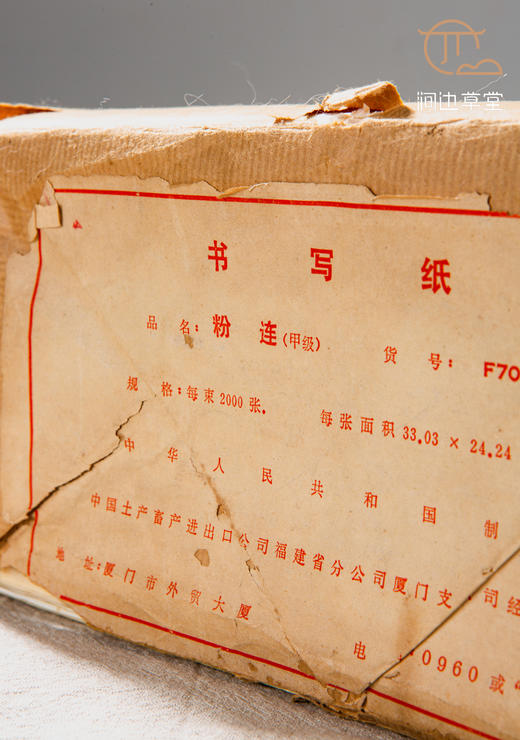 涧边草堂
书写纸
品名：粉连(甲级) 货号：F70
规格：每束2000张. 每张面积33.03×24.24
中华人民共和国制
中国土产畜产进出口公司福建省分公司厦门支 司经
地址：厦门市外贸大厦 电 ："0960或"